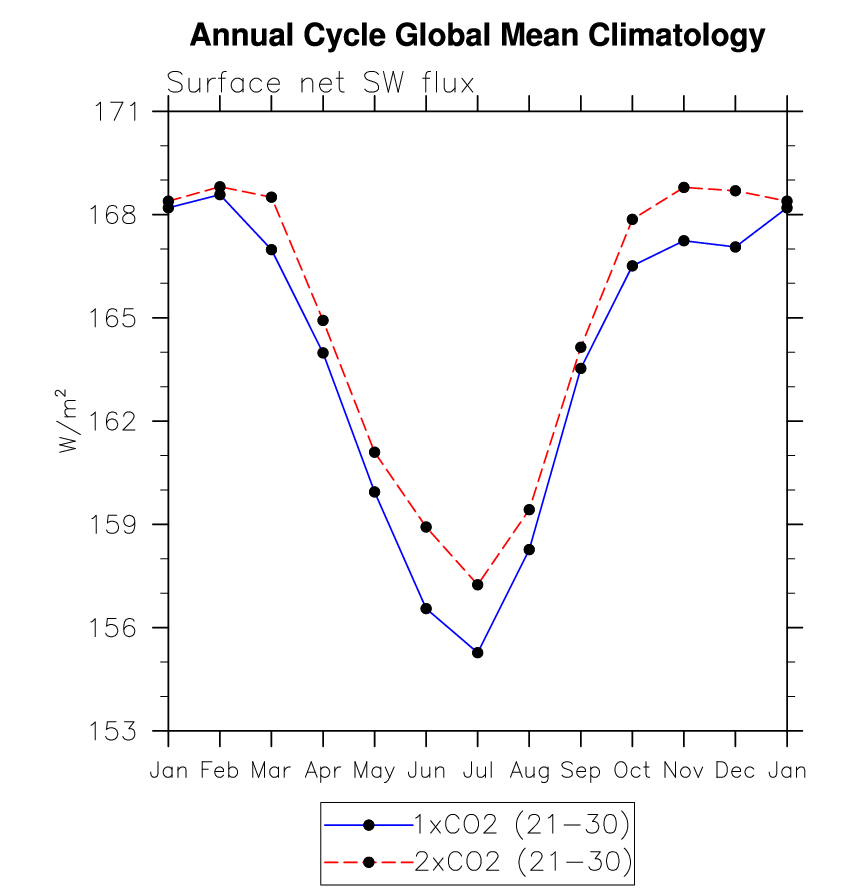 Annual Cycle Global Mean Climatology
Surface net SW flux
171
168
165
162
159
156
153
W/m²
Jan Feb Mar Apr May Jun Jul Aug Sep Oct Nov Dec Jan
1xCO2 (21-30)
2xCO2 (21-30)